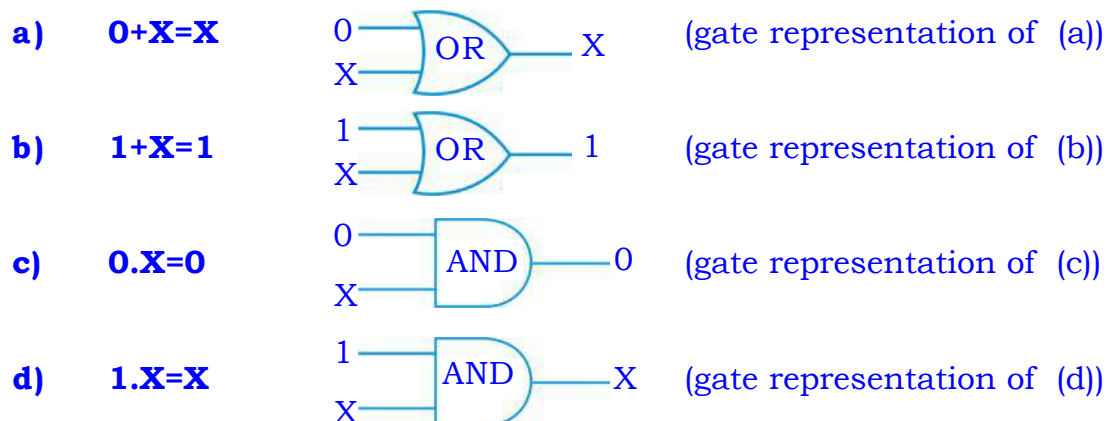 a) 0+X=X 0 X OR X (gate representation of (a))
b) 1+X=1 1 X OR 1 (gate representation of (b))
c) 0.X=0 0 X AND 0 (gate representation of (c))
d) 1.X=X 1 X AND X (gate representation of (d))